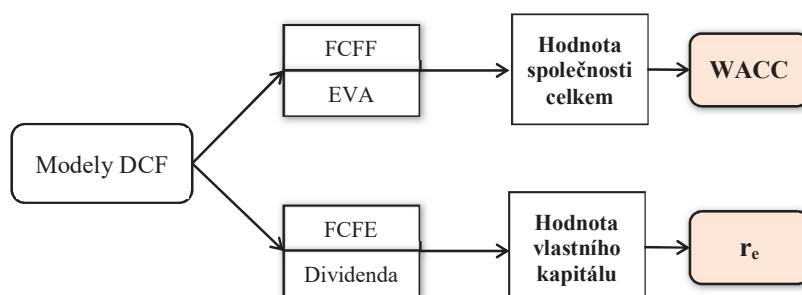 Modely DCF
FCFF
EVA
Hodnota
společnosti
celkem
WACC
FCFE
Dividenda
Hodnota
vlastního
kapitálu
rₑ